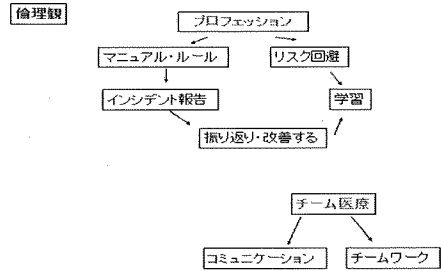 倫理観
プロフェッション
マニュアル・ルール
リスク回避
インシデント報告
学習
振り返り・改善する
チーム医療
コミュニケーション
チームワーク